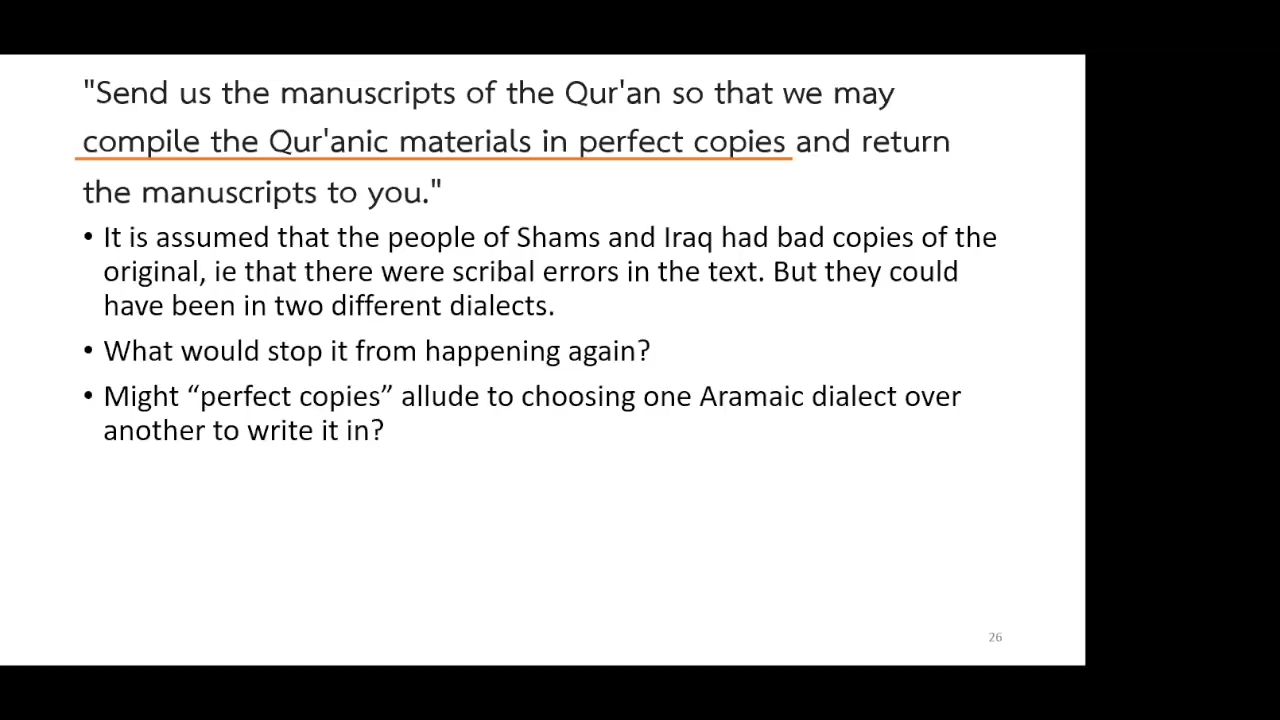 "Send us the manuscripts of the Qur'an so that we may
compile the Qur'anic materials in perfect copies and return
the manuscripts to you."
• It is assumed that the people of Shams and Iraq had bad copies of the
original, ie that there were scribal errors in the text. But they could
have been in two different dialects.
• What would stop it from happening again?
• Might “perfect copies” allude to choosing one Aramaic dialect over
another to write it in?
26